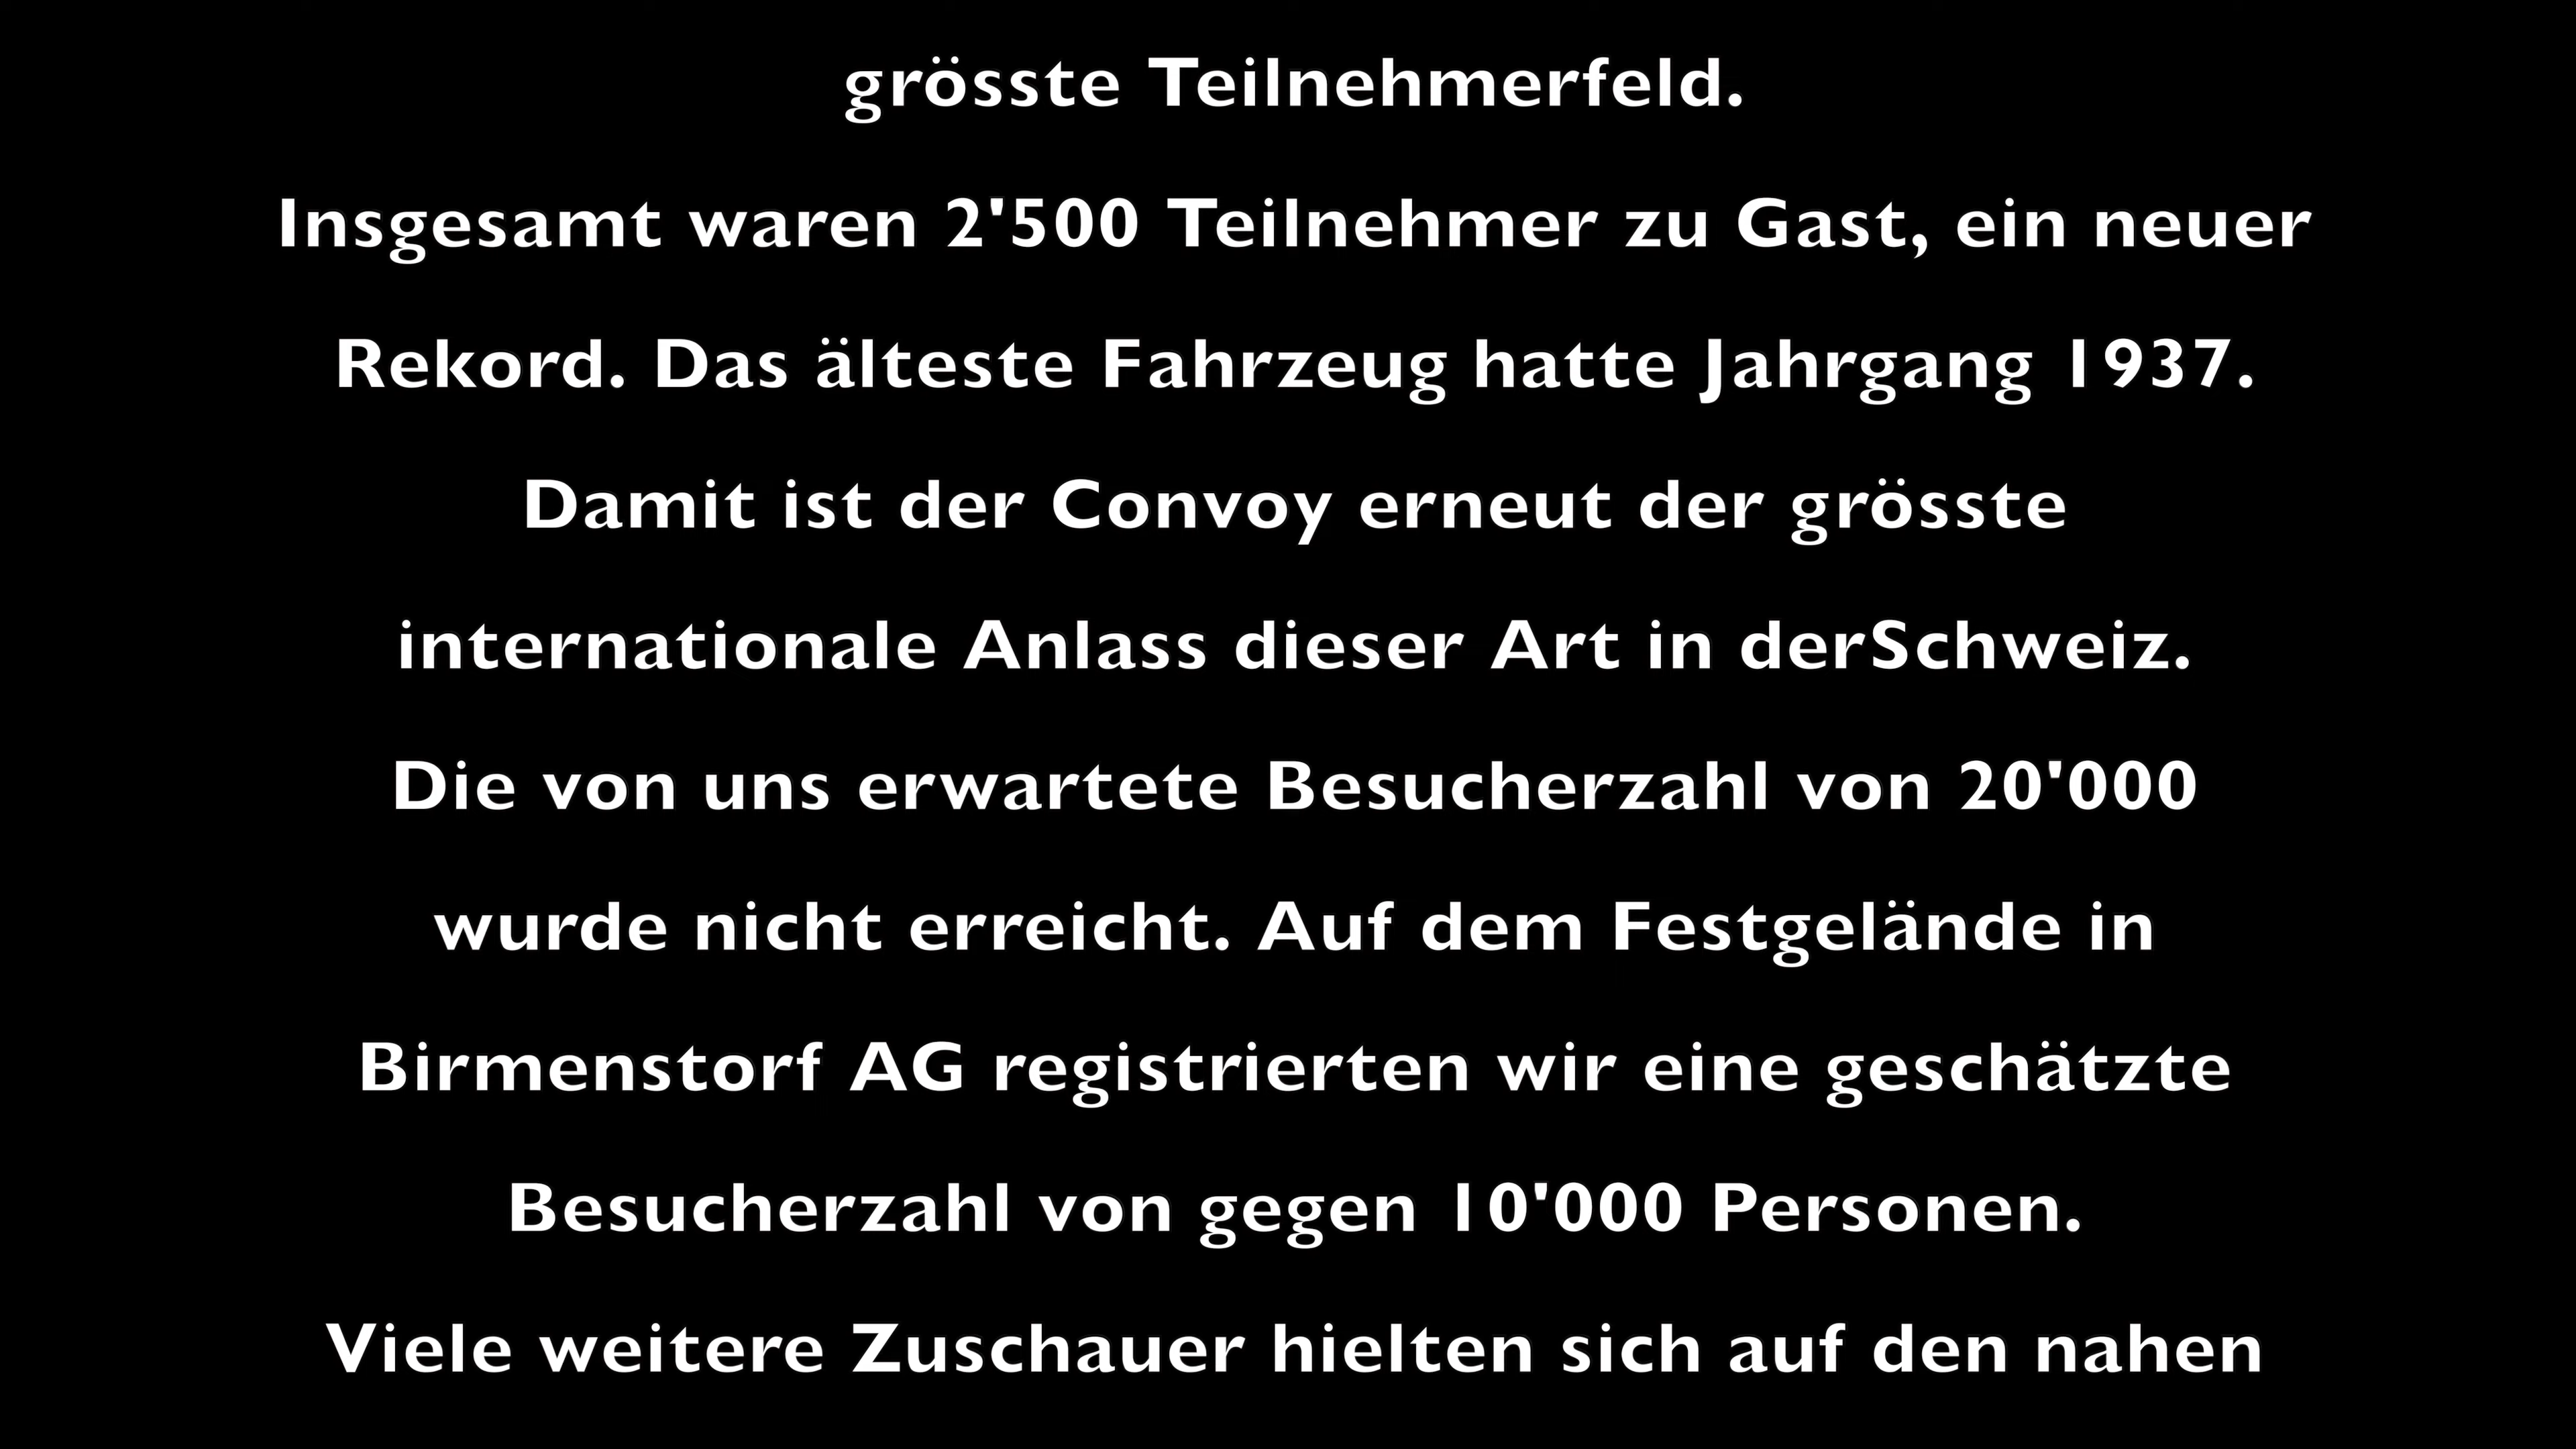 grösste Teilnehmerfeld.
Insgesamt waren 2'500 Teilnehmer zu Gast, ein neuer
Rekord. Das älteste Fahrzeug hatte Jahrgang 1937.
Damit ist der Convoy erneut der grösste
internationale Anlass dieser Art in derSchweiz.
Die von uns erwartete Besucherzahl von 20'000
wurde nicht erreicht. Auf dem Festgelände in
Birmenstorf AG registrierten wir eine geschätzte
Besucherzahl von gegen 10'000 Personen.
Viele weitere Zuschauer hielten sich auf den nahen